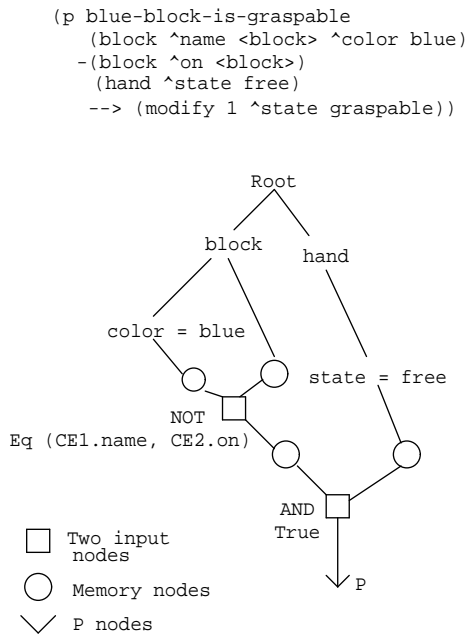 (p blue-block-is-graspable
(block ^name <block> ^color blue)
-(block ^on <block>)
(hand ^state free)
--> (modify 1 ^state graspable))
Root
block
hand
color = blue
state = free
NOT
Eq (CE1.name, CE2.on)
AND
True
P
Two input
nodes
Memory nodes
P nodes